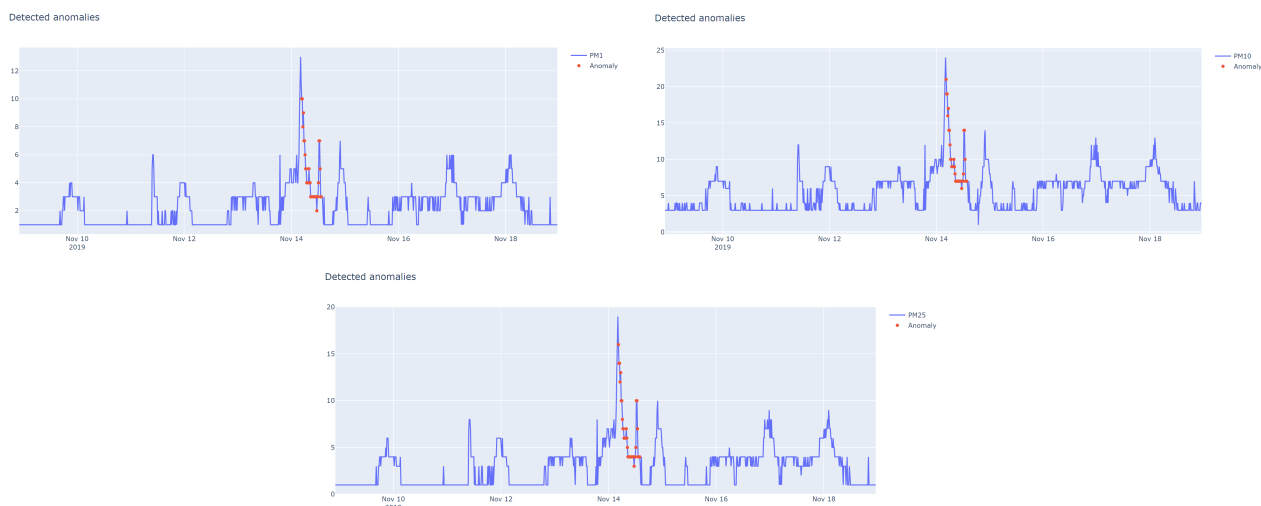 Detected anomalies
PM1
Anomaly
12
10
8
6
4
2
Nov 10
2019
Nov 12
Nov 14
Nov 16
Nov 18
Detected anomalies
PM10
Anomaly
25
20
15
10
5
0
Nov 10
2019
Nov 12
Nov 14
Nov 16
Nov 18
Detected anomalies
PM25
Anomaly
20
15
10
5
0
Nov 10
Nov 12
Nov 14
Nov 16
Nov 18